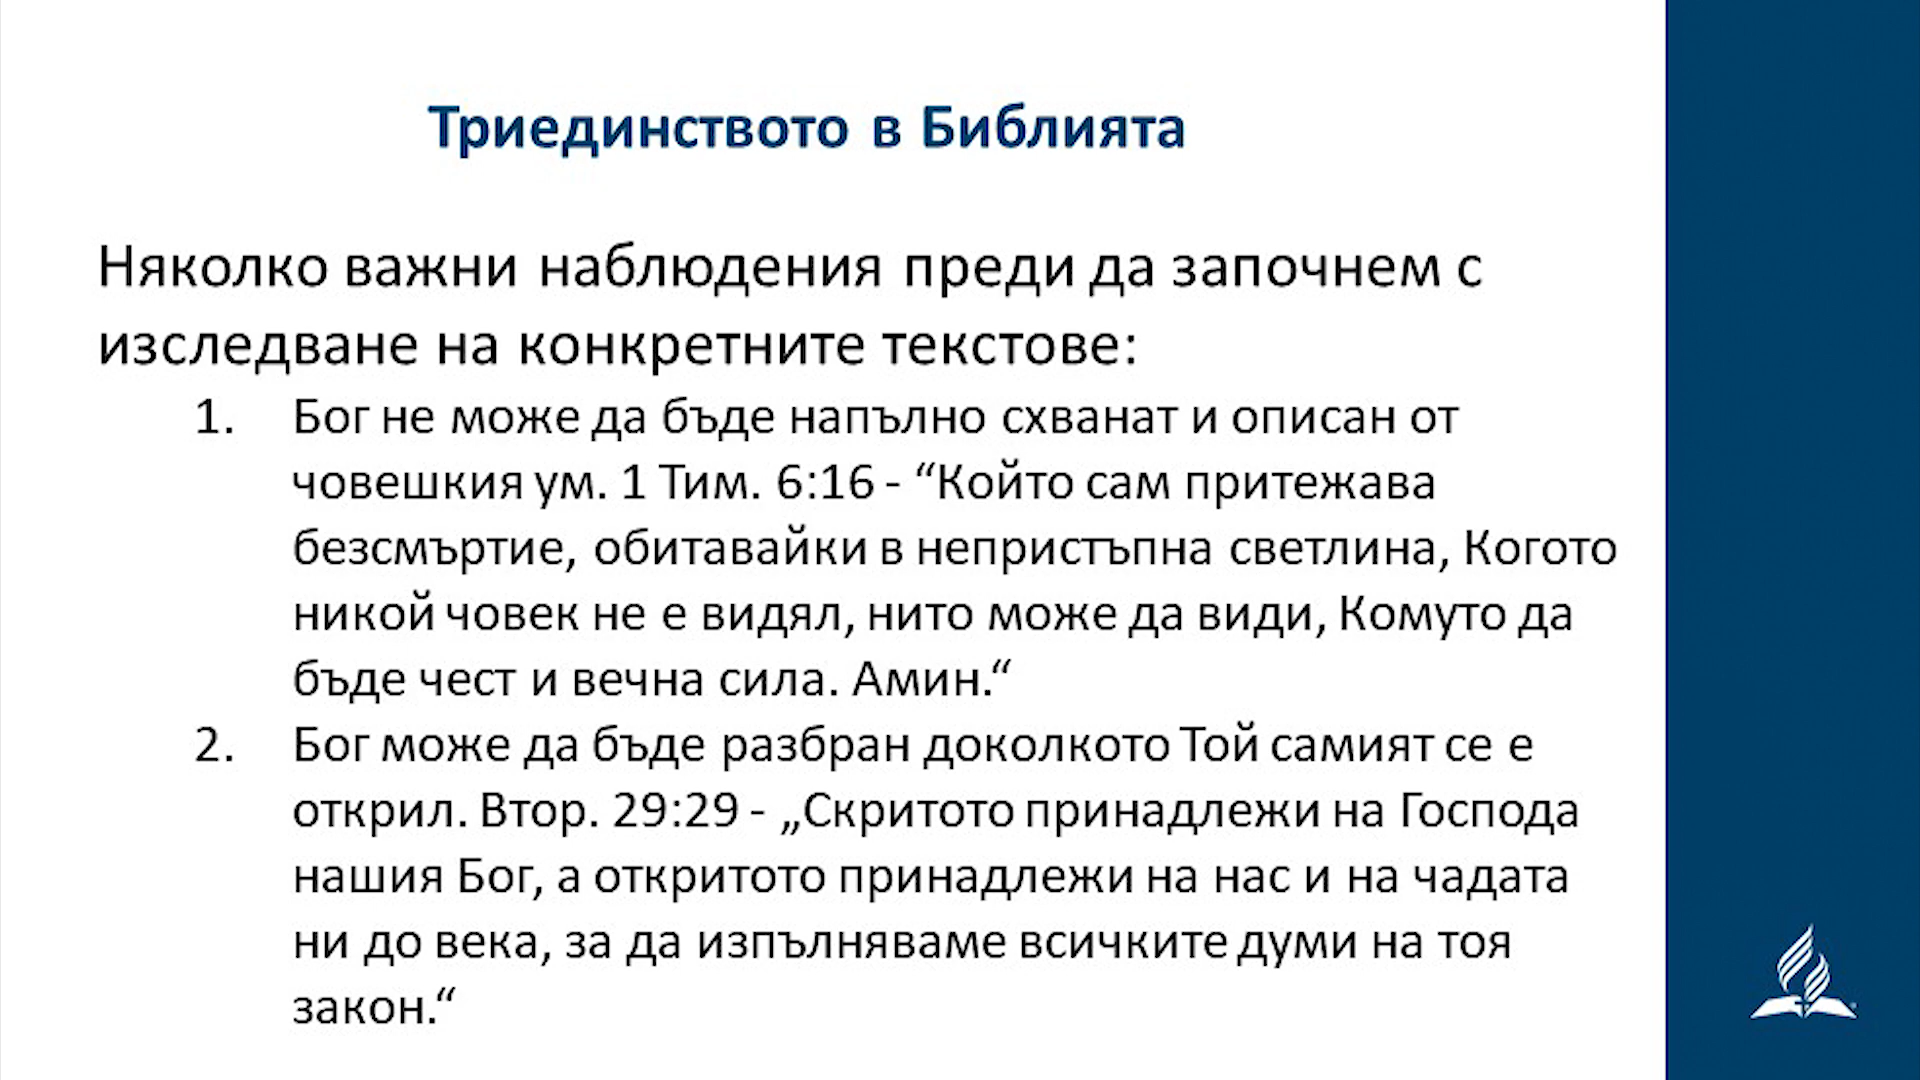 Триединството в Библията
Няколко важни наблюдения преди да започнем с
изследване на конкретните текстове:
1. Бог не може да бъде напълно схванат и описан от
човешкия ум. 1 Тим. 6:16 - “Който сам притежава
безсмъртие, обитавайки в непристъпна светлина, Когото
никой човек не е видял, нито може да види, Комуто да
бъде чест и вечна сила. Амин.“
2. Бог може да бъде разбран доколкото Той самият се е
открил. Втор. 29:29 - „Скритото принадлежи на Господа
нашия Бог, а откритото принадлежи на нас и на чадата
ни до века, за да изпълняваме всичките думи на тоя
закон.“